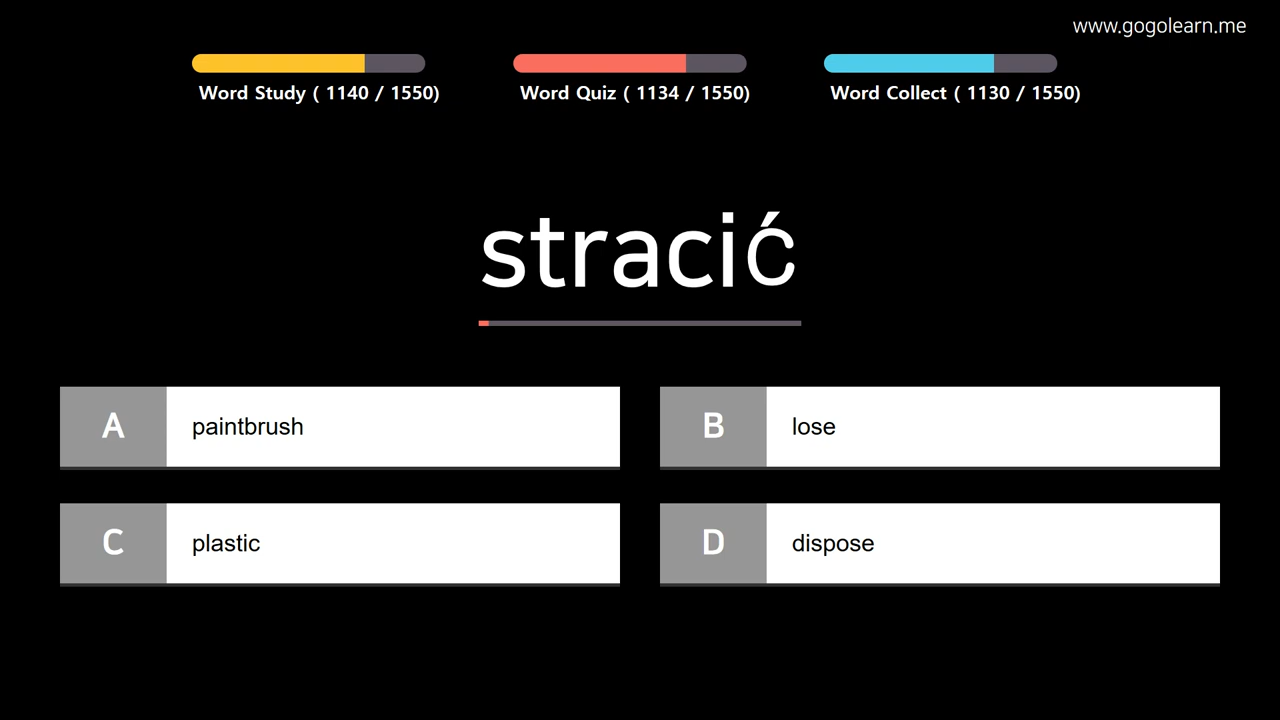 www.gogolearn.me
Word Study ( 1140 / 1550)
Word Quiz ( 1134 / 1550)
Word Collect ( 1130 / 1550)
stracić
A paintbrush
B lose
C plastic
D dispose